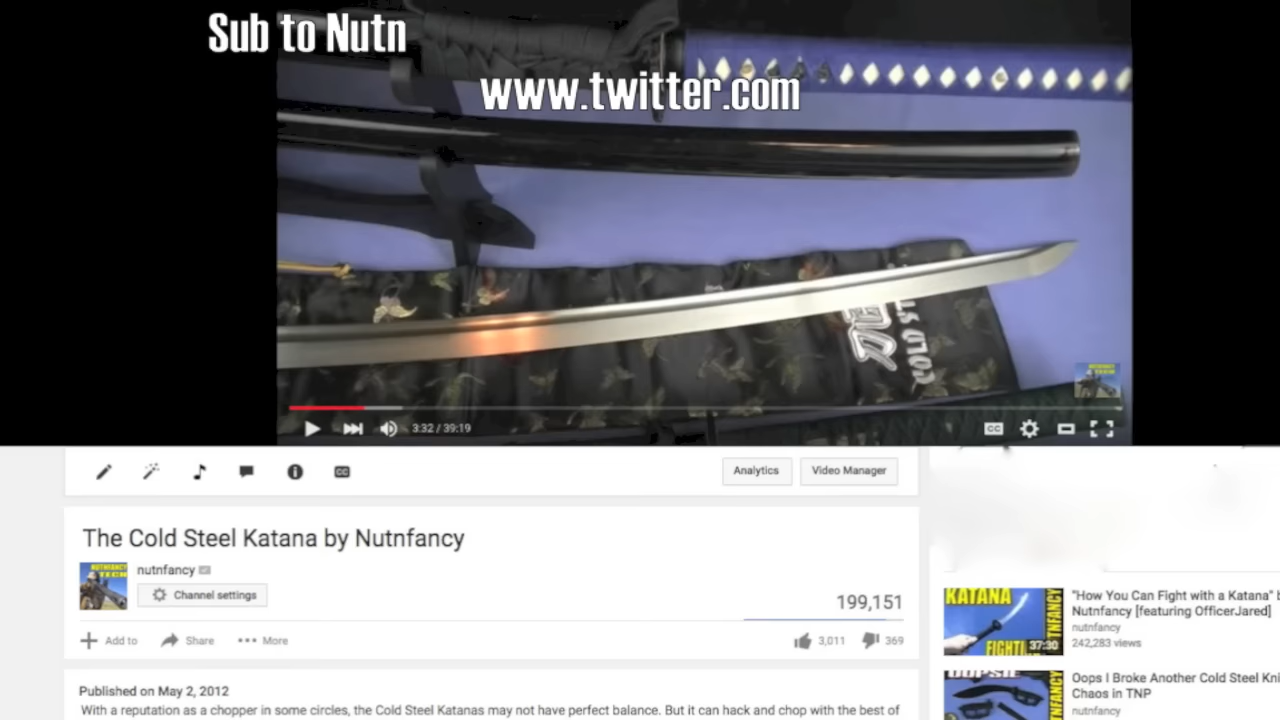 Sub to Nutn
www.twitter.com
3:32 / 39:19
CC
CC
Analytics
Video Manager
The Cold Steel Katana by Nutnfancy
NUTNFANCY
TECH
nutnfancy
Channel settings
199,151
Add to
Share
More
3,011
369
Published on May 2, 2012
With a reputation as a chopper in some circles, the Cold Steel Katanas may not have perfect balance. But it can hack and chop with the best of
KATANA
37:30
"How You Can Fight with a Katana" b
Nutnfancy [featuring OfficerJared]
nutnfancy
242,283 views
Oops I Broke Another Cold Steel Kni
Chaos in TNP
nutnfancy